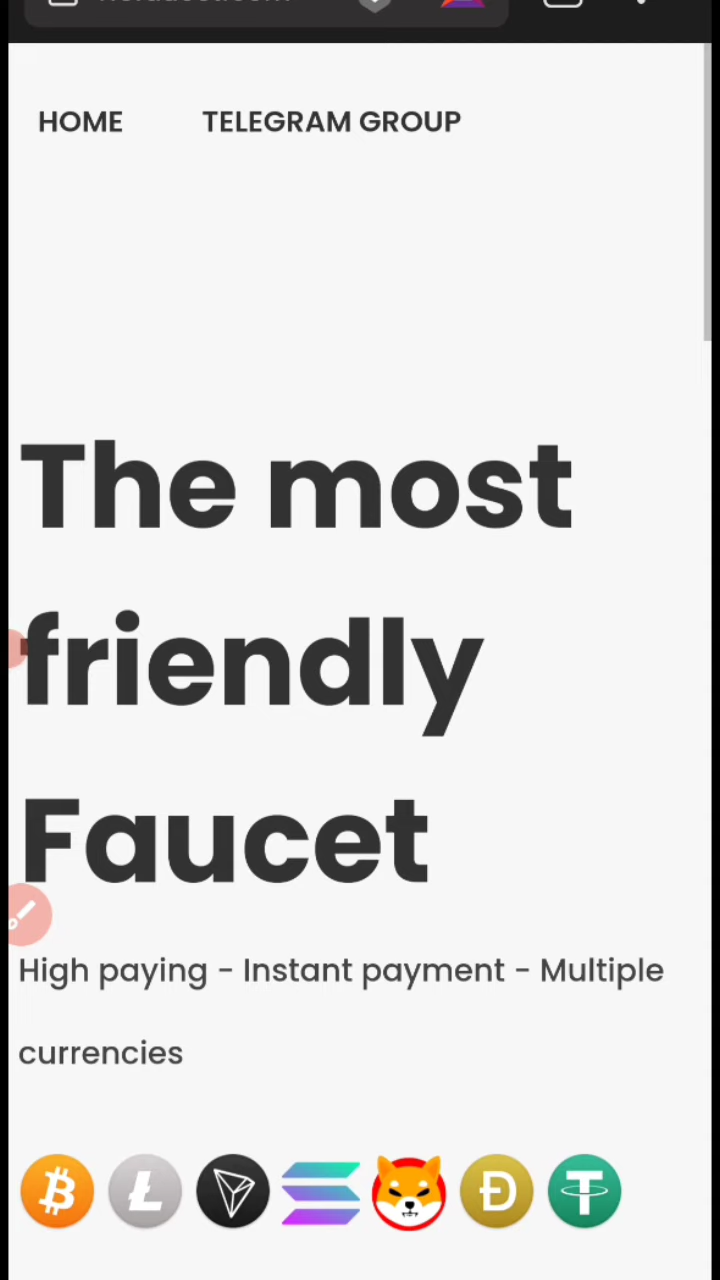 HOME TELEGRAM GROUP
The most
friendly
Faucet
High paying - Instant payment - Multiple
currencies